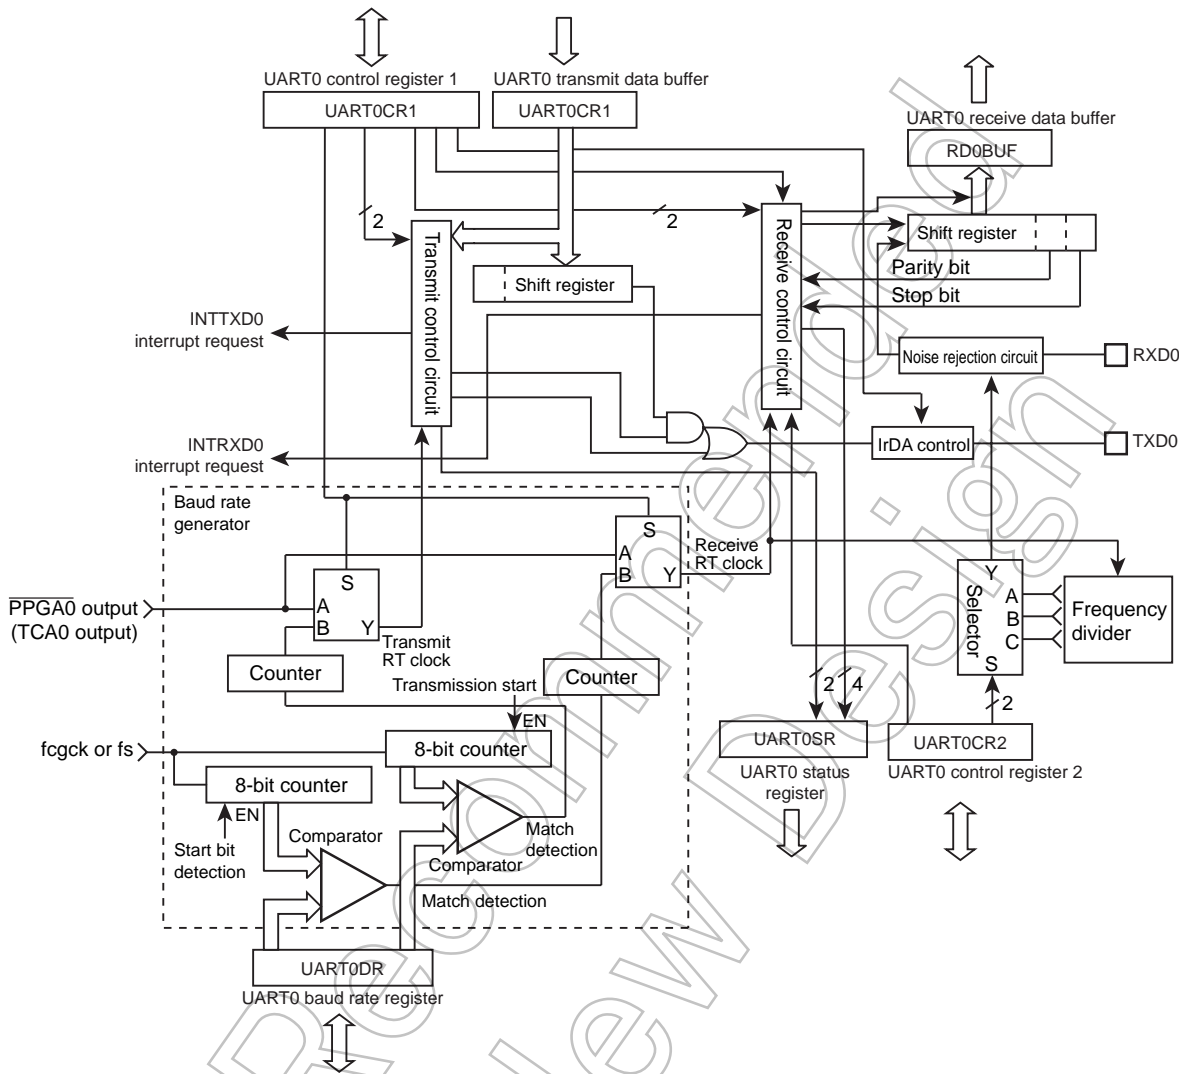 UART0 control register 1
UART0 transmit data buffer
UART0CR1
UART0CR1
UART0 receive data buffer
RD0BUF
2
2
Transmit control circuit
Receive control circuit
Shift register
Shift register
Parity bit
Stop bit
INTTXD0
interrupt request
Noise rejection circuit
RXD0
INTRXD0
interrupt request
IrDA control
TXD0
Baud rate
generator
S
A
B
Y
Receive
RT clock
S
A
B
Y
Transmit
RT clock
PPGA0 output
(TCA0 output)
Counter
Counter
Y
A
B
C
S
Selector
Frequency
divider
Transmission start
EN
2
4
2
fcgck or fs
8-bit counter
8-bit counter
UART0SR
UART0 status
register
UART0CR2
UART0 control register 2
EN
Start bit
detection
Comparator
Comparator
Match
detection
Match detection
UART0DR
UART0 baud rate register
Recommended
New Design